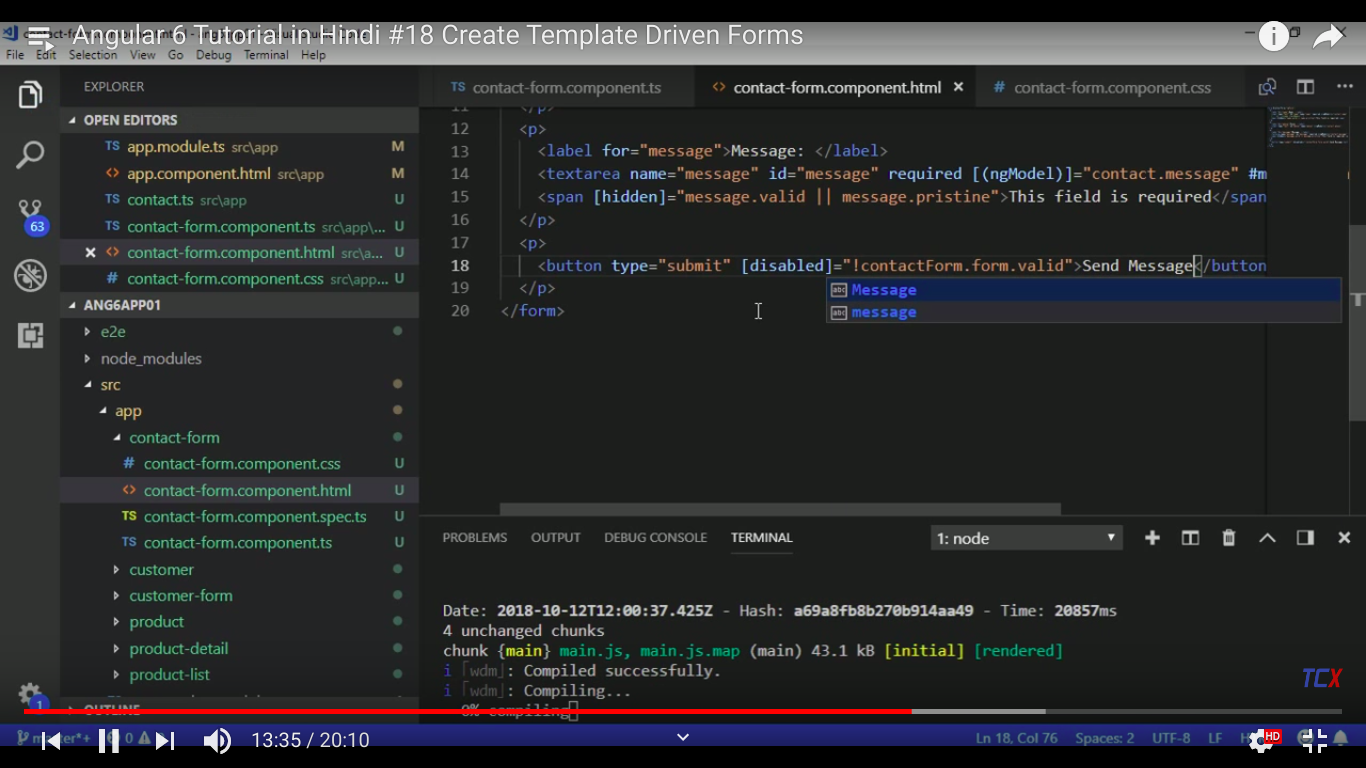 Angular 6 Tutorial in Hindi #18 Create Template Driven Forms
File Edit Selection View Go Debug Terminal Help
EXPLORER
OPEN EDITORS
TS app.module.ts src\app M
<> app.component.html src\app M
TS contact.ts src\app U
TS contact-form.component.ts src\app\... U
<> contact-form.component.html src\a... U
# contact-form.component.css src\app... U
63
ANG6APP01
e2e
node_modules
src
app
contact-form
# contact-form.component.css U
<> contact-form.component.html U
TS contact-form.component.spec.ts U
TS contact-form.component.ts U
customer
customer-form
product
product-detail
product-list
OUTLINE
1
TS contact-form.component.ts <> contact-form.component.html # contact-form.component.css
11 </p>
12 <p>
13 <label for="message">Message: </label>
14 <textarea name="message" id="message" required [(ngModel)]="contact.message" #m
15 <span [hidden]="message.valid || message.pristine">This field is required</span
16 </p>
17 <p>
18 <button type="submit" [disabled]="!contactForm.form.valid">Send Message</button
19 </p>
20 </form>
abc Message
abc message
PROBLEMS OUTPUT DEBUG CONSOLE TERMINAL 1: node
Date: 2018-10-12T12:00:37.425Z - Hash: a69a8fb8b270b914aa49 - Time: 20857ms
4 unchanged chunks
chunk {main} main.js, main.js.map (main) 43.1 kB [initial] [rendered]
i ｢wdm｣: Compiled successfully.
i ｢wdm｣: Compiling...
0% compiling
TCX
13:35 / 20:10
0
Ln 18, Col 76 Spaces: 2 UTF-8 LF
HD